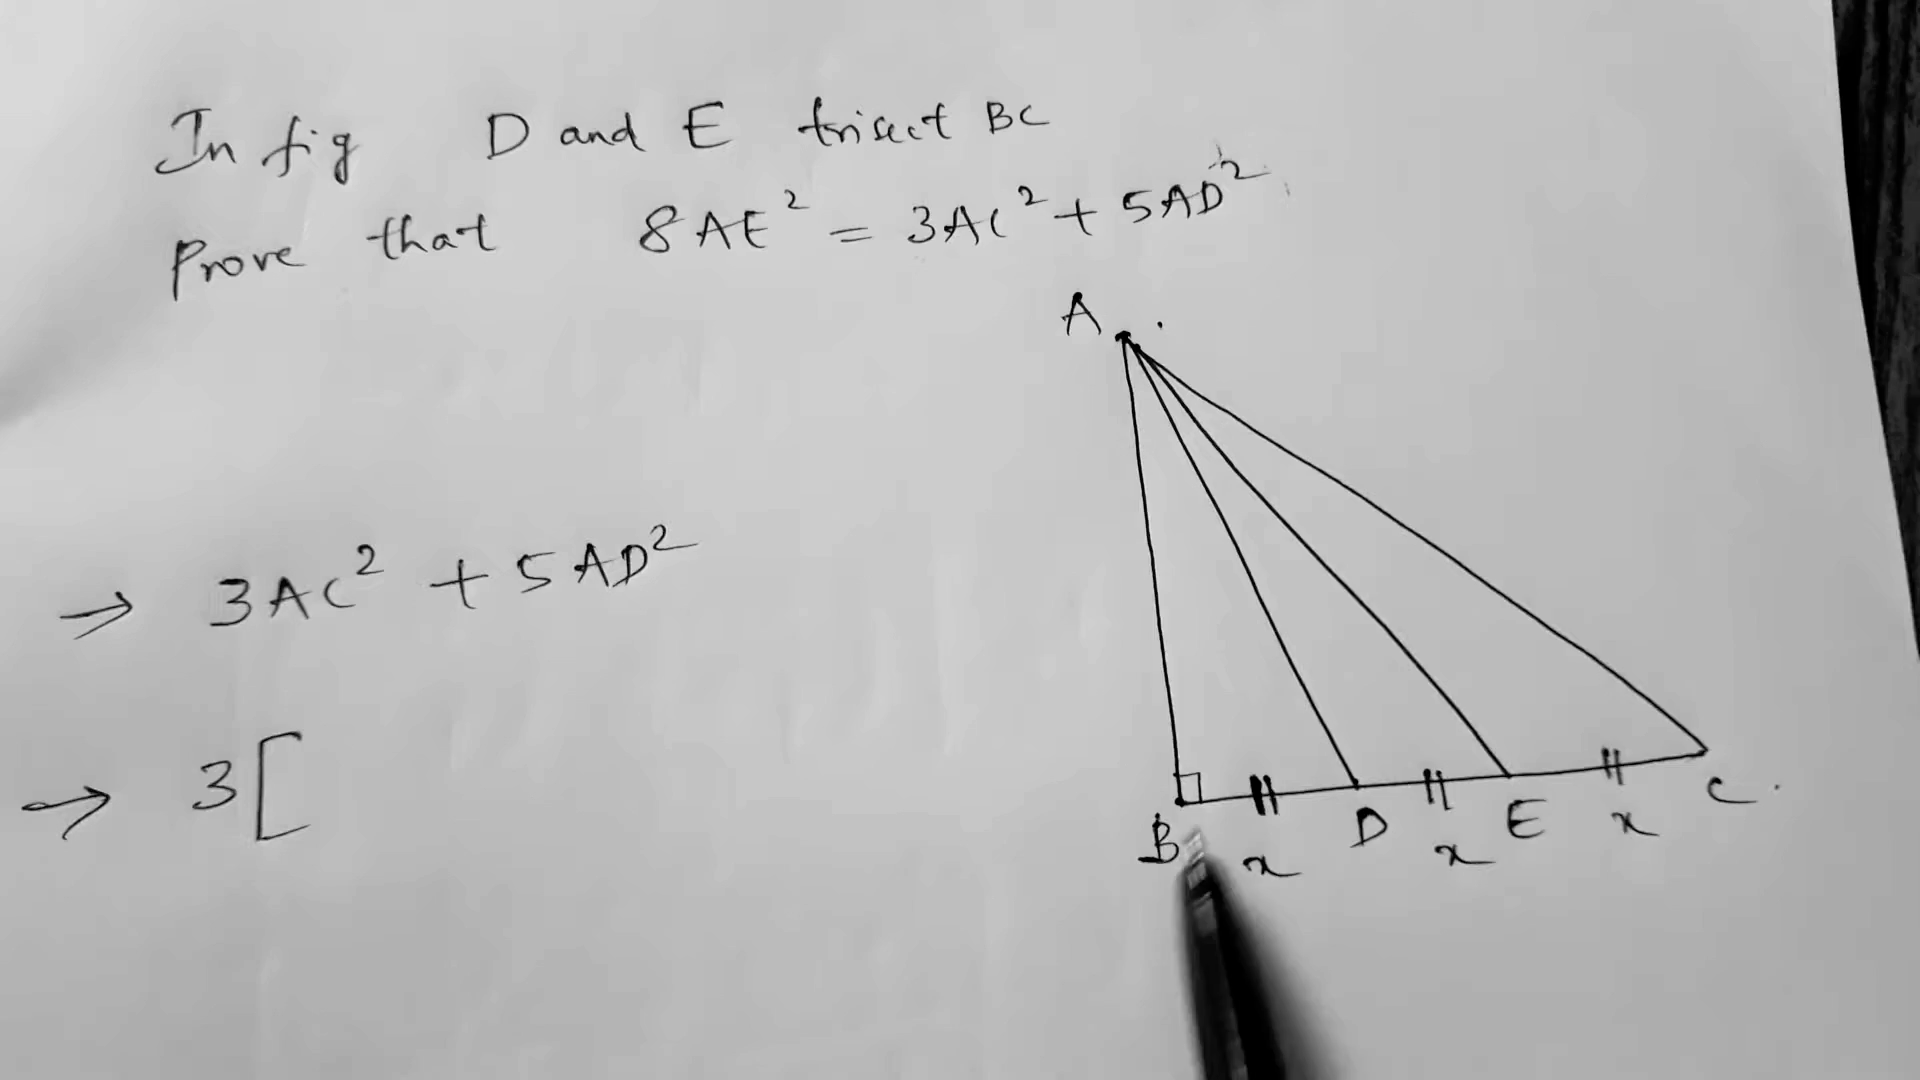 In fig D and E trisect BC
Prove that 8AE² = 3AC² + 5AD²
A
→ 3AC² + 5AD²
→ 3[
B x D x E x C